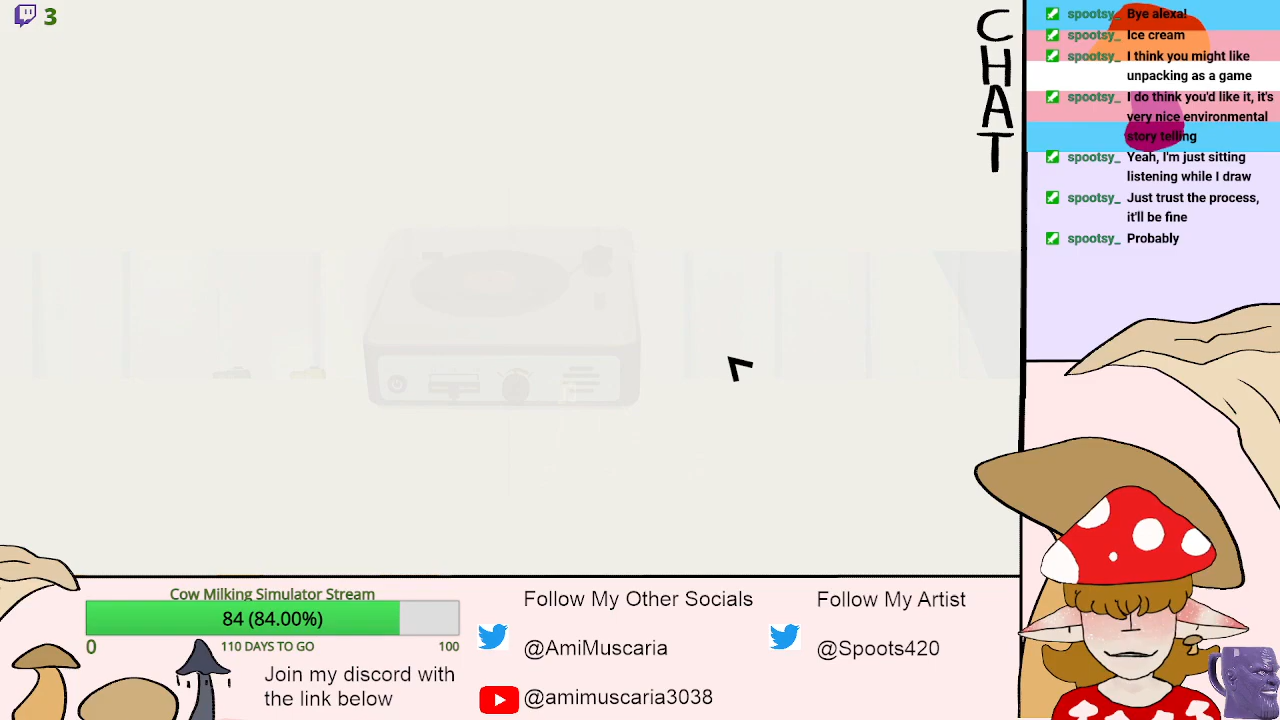 3
CHAT
spootsy_ Bye alexa!
spootsy_ Ice cream
spootsy_ I think you might like
unpacking as a game
spootsy_ I do think you'd like it, it's
very nice environmental
story telling
spootsy_ Yeah, I'm just sitting
listening while I draw
spootsy_ Just trust the process,
it'll be fine
spootsy_ Probably
Cow Milking Simulator Stream
84 (84.00%)
0 110 DAYS TO GO 100
Join my discord with
the link below
Follow My Other Socials
@AmiMuscaria
@amimuscaria3038
Follow My Artist
@Spoots420